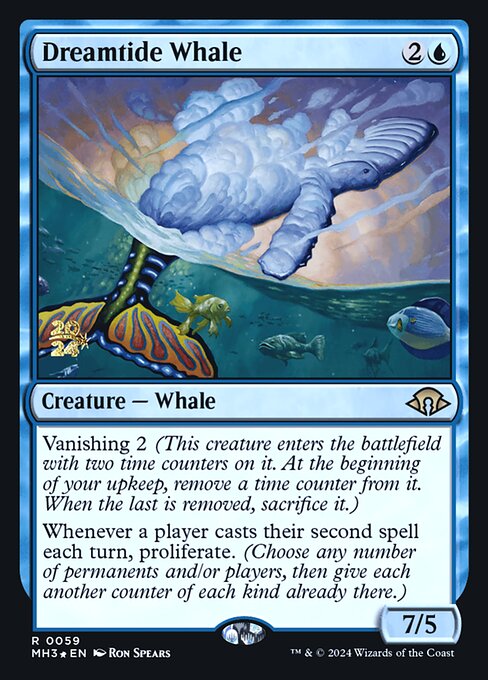 Dreamtide Whale 2
2024
Creature — Whale
Vanishing 2 (This creature enters the battlefield
with two time counters on it. At the beginning
of your upkeep, remove a time counter from it.
When the last is removed, sacrifice it.)
Whenever a player casts their second spell
each turn, proliferate. (Choose any number
of permanents and/or players, then give each
another counter of each kind already there.)
7/5
R 0059
MH3★EN Ron Spears
™ & © 2024 Wizards of the Coast